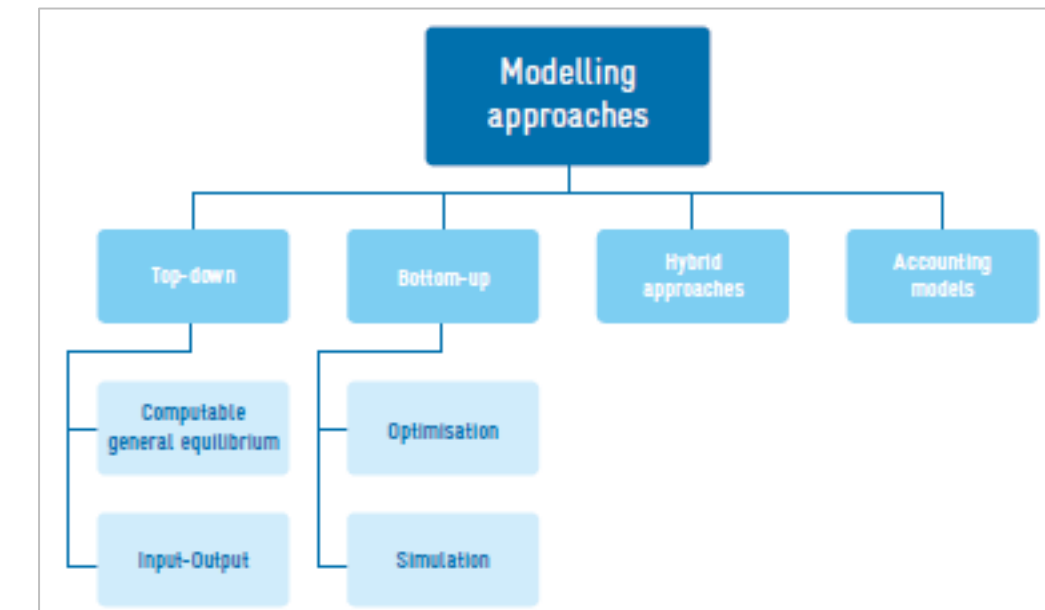 Modelling
approaches
Top-down
Bottom-up
Hybrid
approaches
Accounting
models
Computable
general equilibrium
Optimisation
Input-Output
Simulation